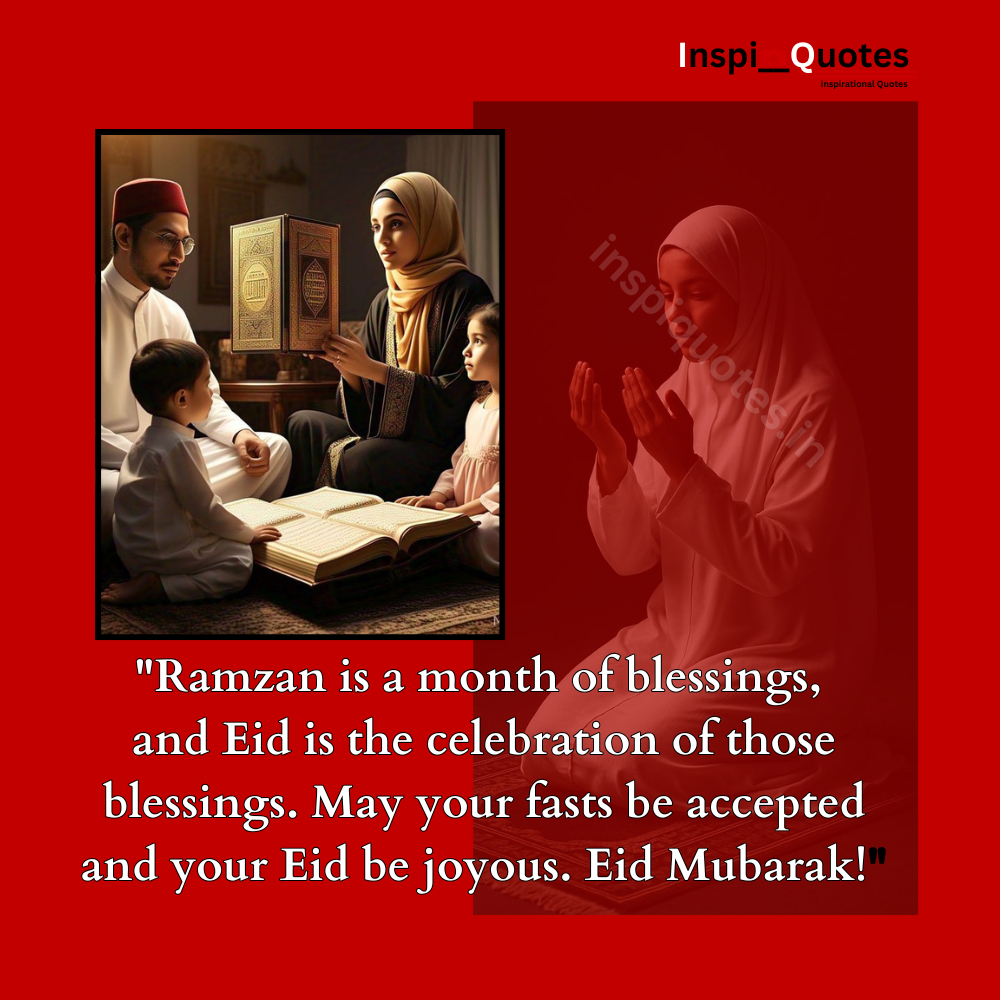 Inspi__Quotes
Inspirational Quotes
inspiquotes.in
"Ramzan is a month of blessings,
and Eid is the celebration of those
blessings. May your fasts be accepted
and your Eid be joyous. Eid Mubarak!"